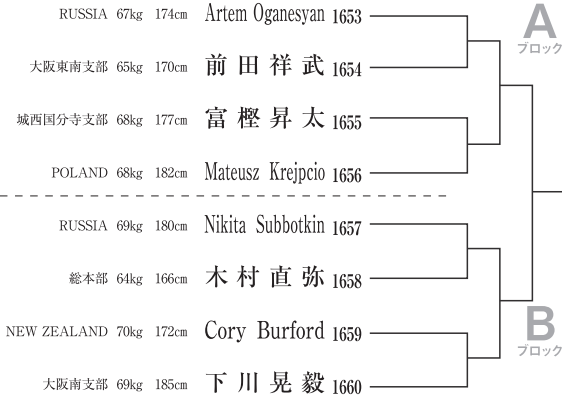 RUSSIA 67kg 174cm Artem Oganesyan 1653
A
ブロック
大阪東南支部 65kg 170cm 前田祥武 1654
城西国分寺支部 68kg 177cm 富樫昇太 1655
POLAND 68kg 182cm Mateusz Krejpcio 1656
RUSSIA 69kg 180cm Nikita Subbotkin 1657
総本部 64kg 166cm 木村直弥 1658
NEW ZEALAND 70kg 172cm Cory Burford 1659
B
ブロック
大阪南支部 69kg 185cm 下川晃毅 1660